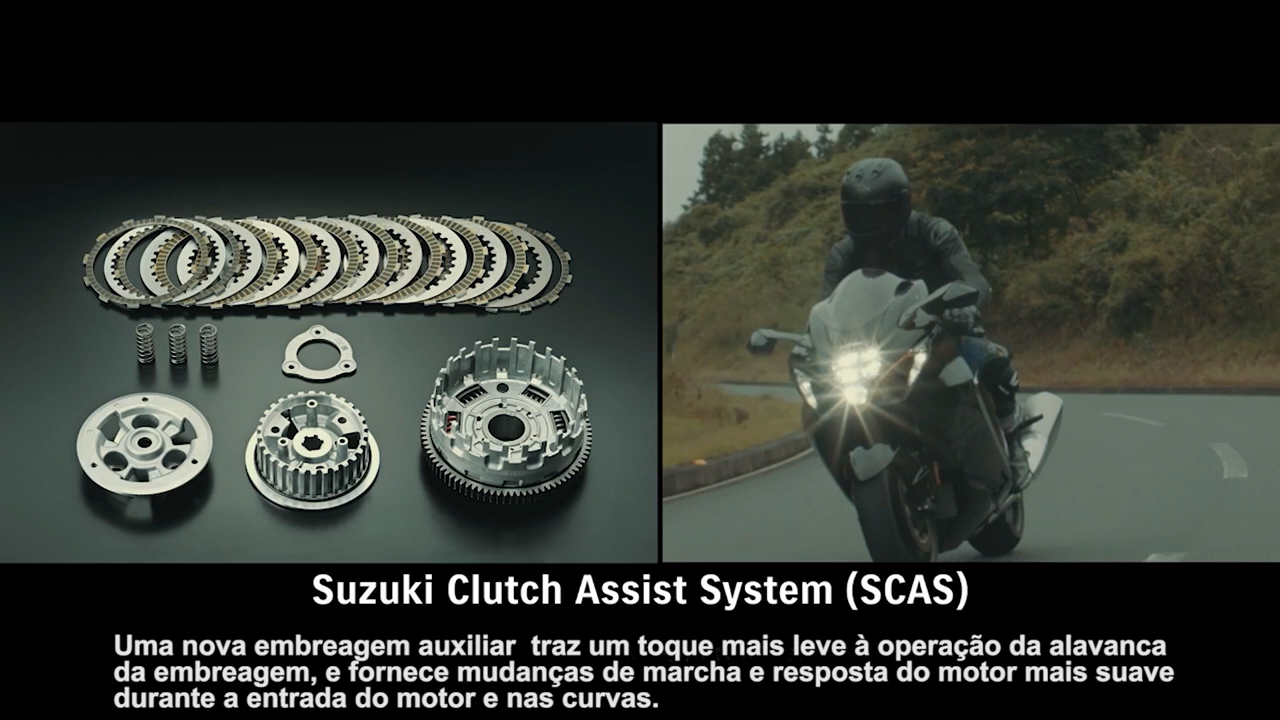 Suzuki Clutch Assist System (SCAS)
Uma nova embreagem auxiliar  traz um toque mais leve à operação da alavanca
da embreagem, e fornece mudanças de marcha e resposta do motor mais suave
durante a entrada do motor e nas curvas.